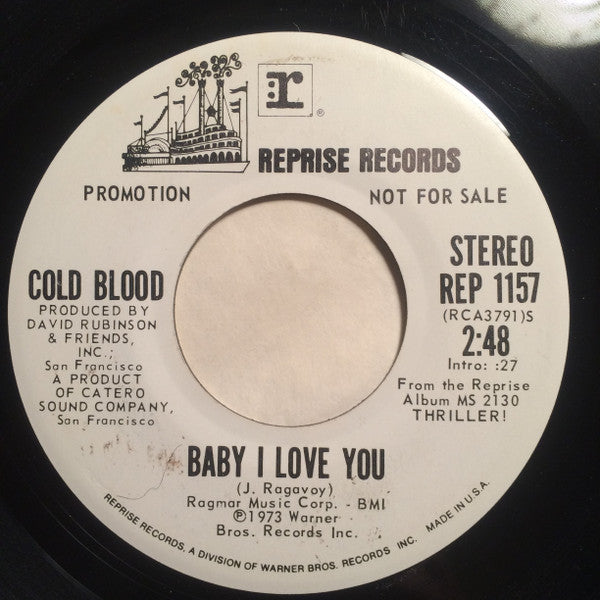 r
®
REPRISE RECORDS
PROMOTION
NOT FOR SALE
COLD BLOOD
PRODUCED BY
DAVID RUBINSON
& FRIENDS,
INC.;
San Francisco
A PRODUCT
OF CATERO
SOUND COMPANY,
San Francisco
STEREO
REP 1157
(RCA3791)S
2:48
Intro: :27
From the Reprise
Album MS 2130
THRILLER!
BABY I LOVE YOU
(J. Ragavoy)
Ragmar Music Corp. - BMI
℗1973 Warner
Bros. Records Inc.
REPRISE RECORDS, A DIVISION OF WARNER BROS. RECORDS INC. MADE IN U.S.A.